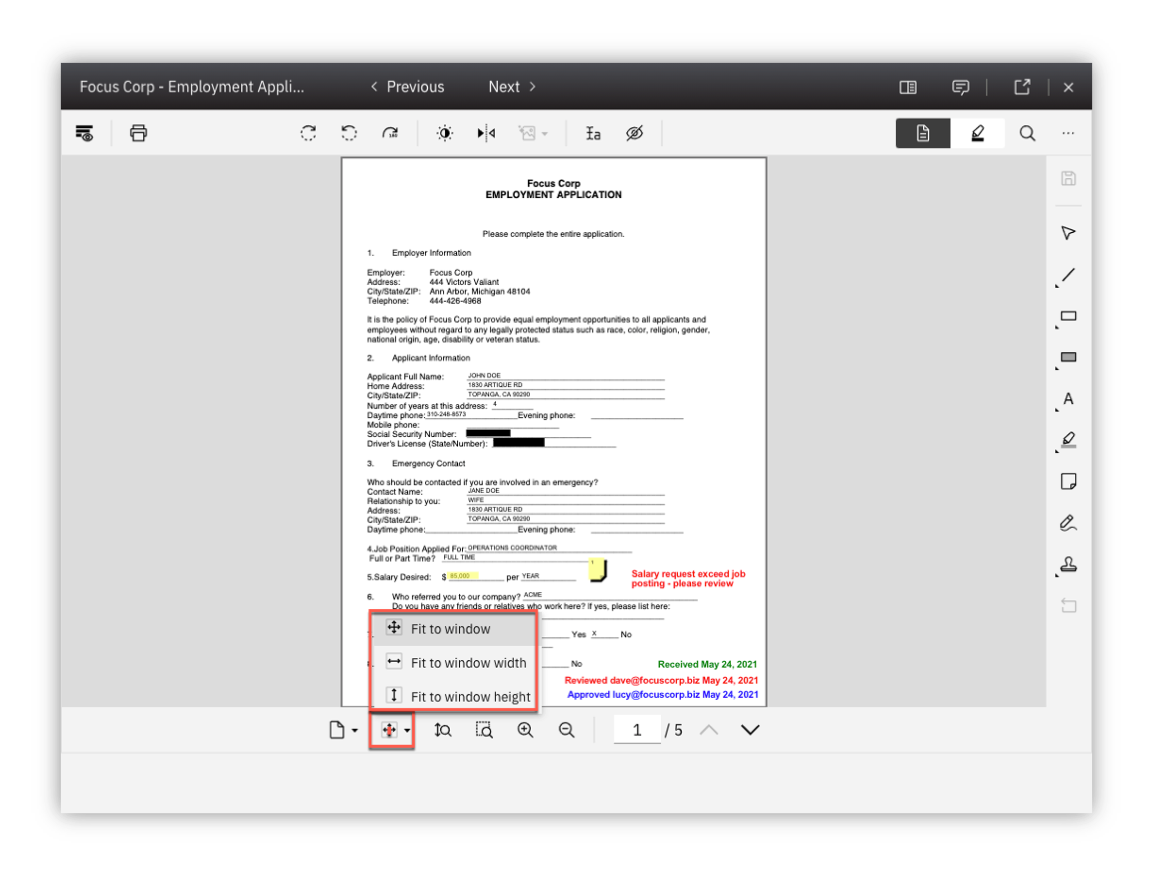 Focus Corp - Employment Appli...
Previous
Next
Ia
Focus Corp
EMPLOYMENT APPLICATION
Please complete the entire application.
1. Employer Information
Employer: Focus Corp
Address: 444 Victors Valiant
City/State/ZIP: Ann Arbor, Michigan 48104
Telephone: 444-426-4968
It is the policy of Focus Corp to provide equal employment opportunities to all applicants and
employees without regard to any legally protected status such as race, color, religion, gender,
national origin, age, disability or veteran status.
2. Applicant Information
Applicant Full Name: JOHN DOE
Home Address: 1830 ARTIQUE RD
City/State/ZIP: TOPANGA, CA 90290
Number of years at this address: 4
Daytime phone: 310-248-8573 Evening phone:
Mobile phone:
Social Security Number:
Driver's License (State/Number):
3. Emergency Contact
Who should be contacted if you are involved in an emergency?
Contact Name: JANE DOE
Relationship to you: WIFE
Address: 1830 ARTIQUE RD
City/State/ZIP: TOPANGA, CA 90290
Daytime phone: Evening phone:
4.Job Position Applied For: OPERATIONS COORDINATOR
Full or Part Time? FULL TIME
5.Salary Desired: $ 85,000 per YEAR
1
Salary request exceed job
posting - please review
6. Who referred you to our company? ACME
Do you have any friends or relatives who work here? If yes, please list here:
Yes X No
No
Received May 24, 2021
Reviewed dave@focuscorp.biz May 24, 2021
Approved lucy@focuscorp.biz May 24, 2021
Fit to window
Fit to window width
Fit to window height
1 / 5
A